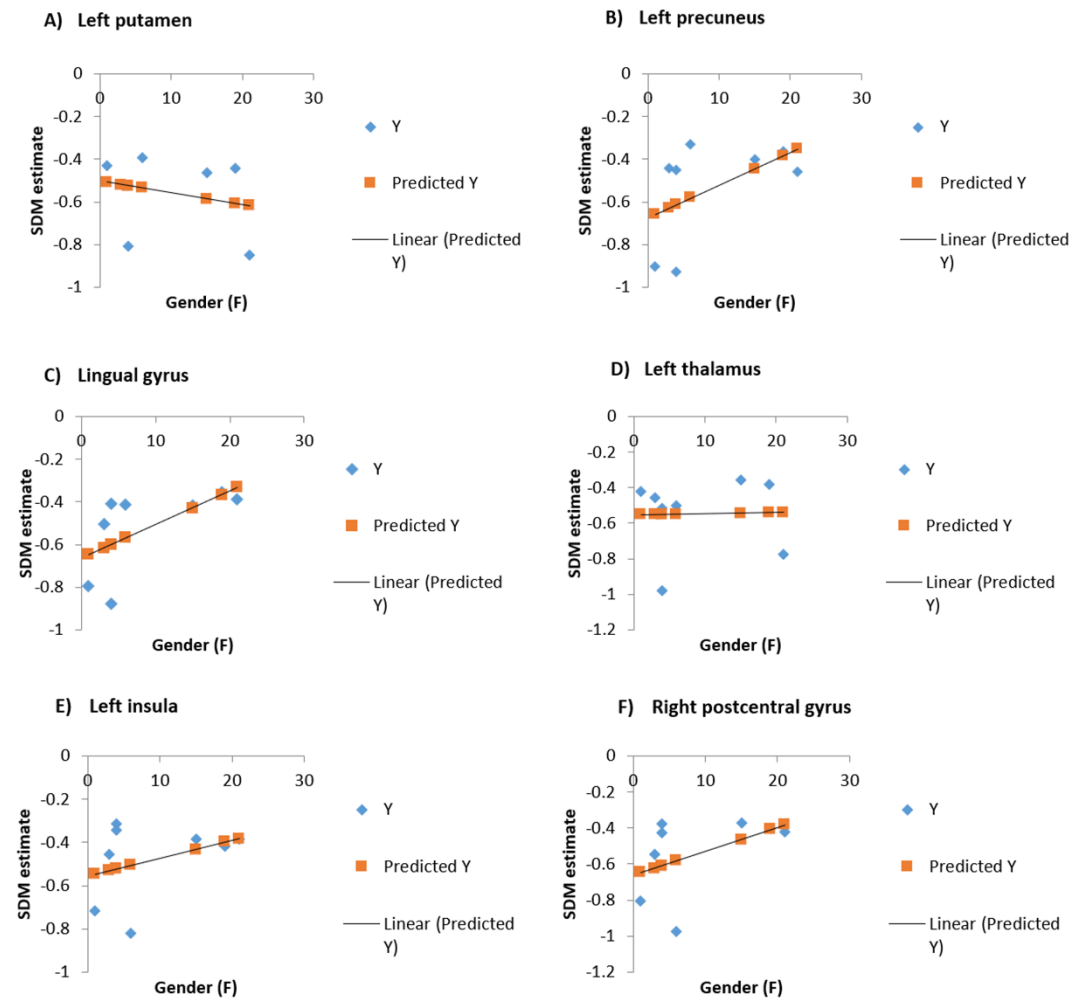 A) Left putamen
0
0 10 20 30
-0.2
-0.4
-0.6
-0.8
-1
SDM estimate
Gender (F)
Y
Predicted Y
Linear (Predicted
Y)
B) Left precuneus
0
0 10 20 30
-0.2
-0.4
-0.6
-0.8
-1
SDM estimate
Gender (F)
Y
Predicted Y
Linear (Predicted
Y)
C) Lingual gyrus
0
0 10 20 30
-0.2
-0.4
-0.6
-0.8
-1
SDM estimate
Gender (F)
Y
Predicted Y
Linear (Predicted
Y)
D) Left thalamus
0
0 10 20 30
-0.2
-0.4
-0.6
-0.8
-1
-1.2
SDM estimate
Gender (F)
Y
Predicted Y
Linear (Predicted
Y)
E) Left insula
0
0 10 20 30
-0.2
-0.4
-0.6
-0.8
-1
SDM estimate
Gender (F)
Y
Predicted Y
Linear (Predicted
Y)
F) Right postcentral gyrus
0
0 10 20 30
-0.2
-0.4
-0.6
-0.8
-1
-1.2
SDM estimate
Gender (F)
Y
Predicted Y
Linear (Predicted
Y)